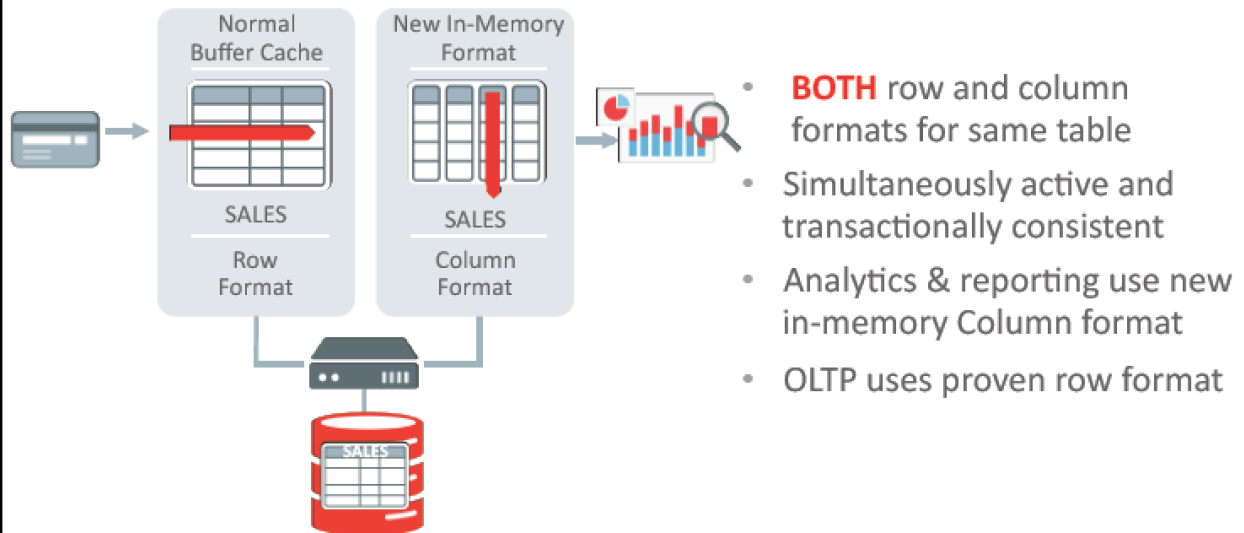 Normal
Buffer Cache
SALES
Row
Format
New In-Memory
Format
SALES
Column
Format
SALES
• BOTH row and column
formats for same table
• Simultaneously active and
transactionally consistent
• Analytics & reporting use new
in-memory Column format
• OLTP uses proven row format